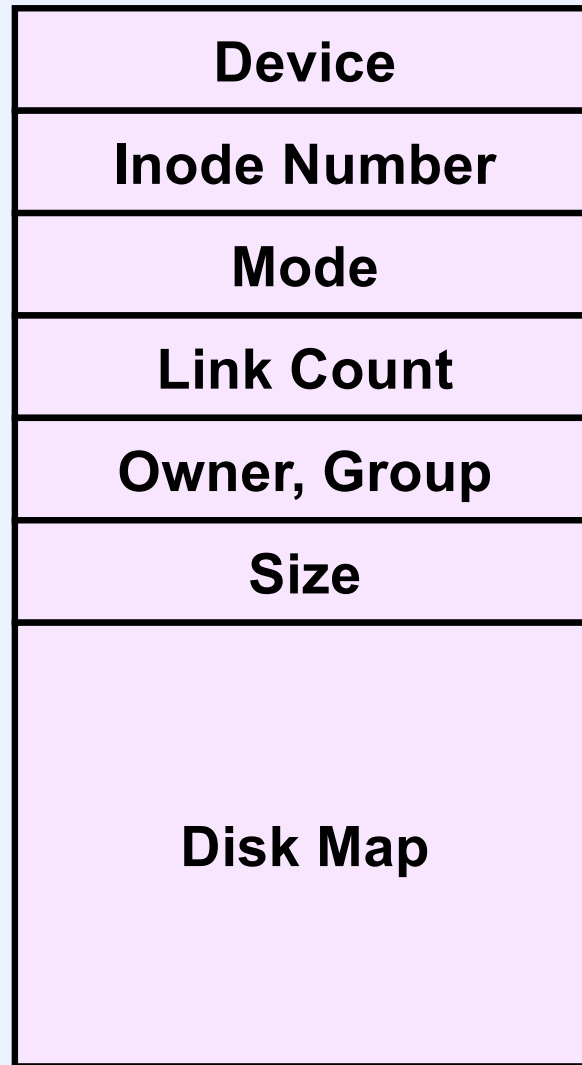 Device
Inode Number
Mode
Link Count
Owner, Group
Size
Disk Map